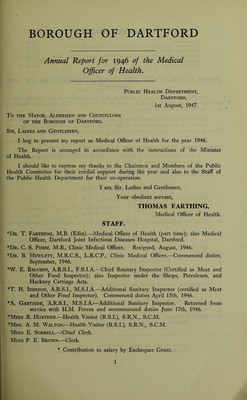 BOROUGH OF DARTFORD
Annual Report for 1946 of the Medical
Officer of Health.
Public Health Department,
Dartford,
1st August, 1947.
To the Mayor, Aldermen and Councillors
of the Borough of Dartford.
Sir, Ladies and Gentlemen,
I beg to present my report as Medical Officer of Health for the year 1946.
The Report is arranged in accordance with the instructions of the Minister
of Health.
I should like to express my thanks to the Chairman and Members of the Public
Health Committee for their cordial support during the year and also to the Staff of
the Public Health Department for their co-operation.
I am, Sir, Ladies and Gentlemen,
Your obedient servant,
THOMAS FARTHING,
Medical Officer of Health.
STAFF.
*Dr. T. Farthing, M.B. (Edin).—Medical Officer of Health (part time); also Medical
Officer, Dartford Joint Infectious Diseases Hospital, Dartford.
*Dr. C. S. Pimm, M.B., Clinic Medical Officer. Resigned, August, 1946.
*Dr. B. Hewlett, M.R.C.S., L.R.C.P., Clinic Medical Officer.—Commenced duties,
September, 1946.
*W. E. Balchin, A.R.S.I., F.S.I.A.—Chief Sanitary Inspector (Certified as Meat and
Other Food Inspector); also Inspector under the Shops, Petroleum, and
Hackney Carriage Acts.
*T. H. Iddison, A.R.S.I., M.S.I.A.—Additional Sanitary Inspector (certified as Meat
and Other Food Inspector). Commenced duties April 15th, 1946.
*A. Gartside, A.R.S.I., M.S.I.A.—Additional Sanitary Inspector. Returned from
service with H.M. Forces and recommenced duties June 17th, 1946.
*Miss B. Hoather.—Health Visitor (R.S.I.), S.R.N., S.C.M.
*Mrs. A. M. Walton.—Health Visitor (R.S.I.), S.R.N., S.C.M.
Miss E. Sorrell.—Chief Clerk.
Miss P. E. Brown.—Clerk.
* Contribution to salary by Exchequer Grant.
1